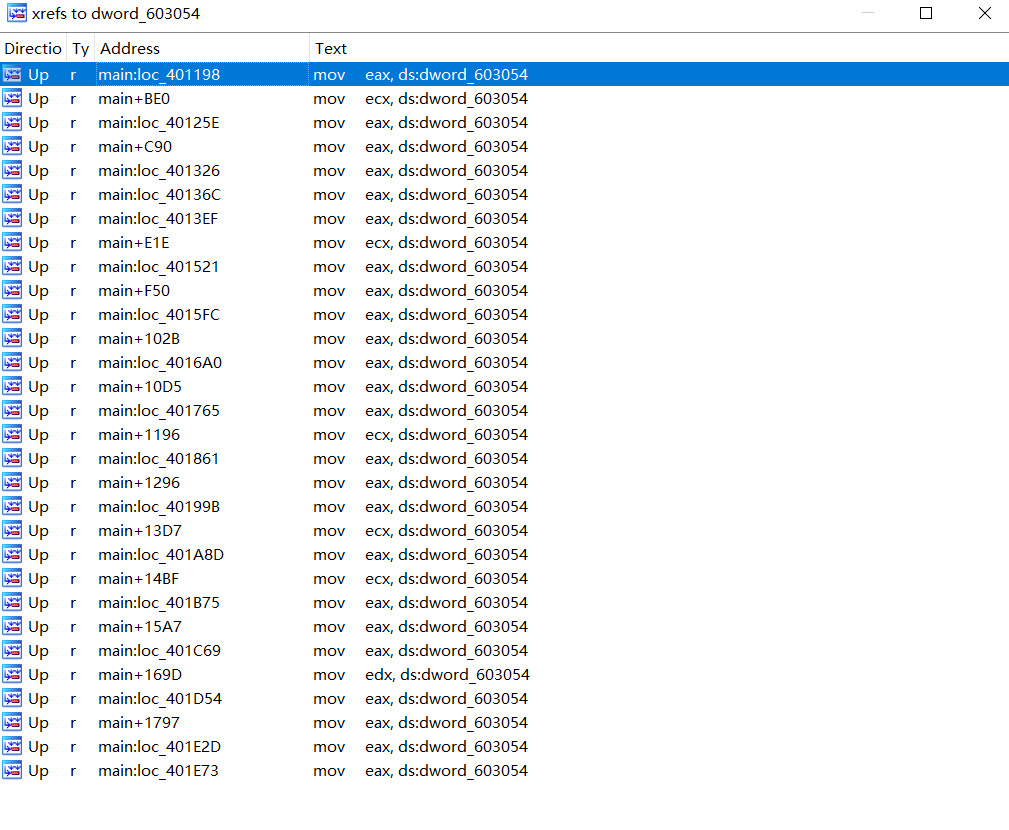 xrefs to dword_603054
Directio Ty Address Text
Up r main:loc_401198 mov eax, ds:dword_603054
Up r main+BE0 mov ecx, ds:dword_603054
Up r main:loc_40125E mov eax, ds:dword_603054
Up r main+C90 mov eax, ds:dword_603054
Up r main:loc_401326 mov eax, ds:dword_603054
Up r main:loc_40136C mov eax, ds:dword_603054
Up r main:loc_4013EF mov eax, ds:dword_603054
Up r main+E1E mov ecx, ds:dword_603054
Up r main:loc_401521 mov eax, ds:dword_603054
Up r main+F50 mov eax, ds:dword_603054
Up r main:loc_4015FC mov eax, ds:dword_603054
Up r main+102B mov eax, ds:dword_603054
Up r main:loc_4016A0 mov eax, ds:dword_603054
Up r main+10D5 mov eax, ds:dword_603054
Up r main:loc_401765 mov eax, ds:dword_603054
Up r main+1196 mov ecx, ds:dword_603054
Up r main:loc_401861 mov eax, ds:dword_603054
Up r main+1296 mov eax, ds:dword_603054
Up r main:loc_40199B mov eax, ds:dword_603054
Up r main+13D7 mov ecx, ds:dword_603054
Up r main:loc_401A8D mov eax, ds:dword_603054
Up r main+14BF mov ecx, ds:dword_603054
Up r main:loc_401B75 mov eax, ds:dword_603054
Up r main+15A7 mov eax, ds:dword_603054
Up r main:loc_401C69 mov eax, ds:dword_603054
Up r main+169D mov edx, ds:dword_603054
Up r main:loc_401D54 mov eax, ds:dword_603054
Up r main+1797 mov eax, ds:dword_603054
Up r main:loc_401E2D mov eax, ds:dword_603054
Up r main:loc_401E73 mov eax, ds:dword_603054